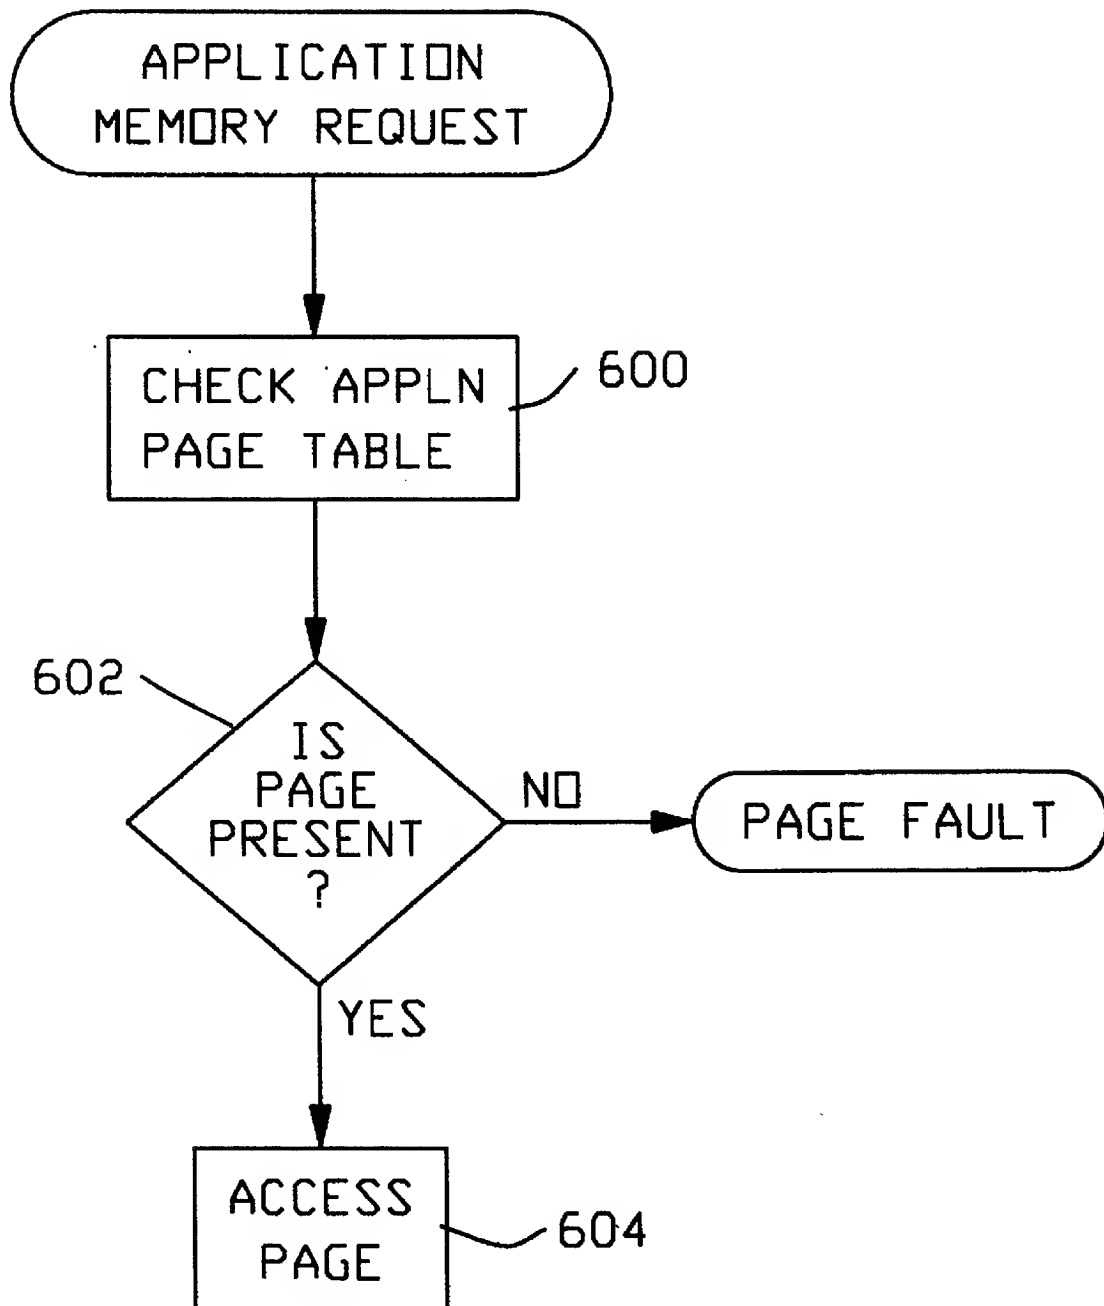 APPLICATION
MEMORY REQUEST
CHECK APPLN
PAGE TABLE
600
602
IS
PAGE
PRESENT
?
NO
PAGE FAULT
YES
ACCESS
PAGE
604